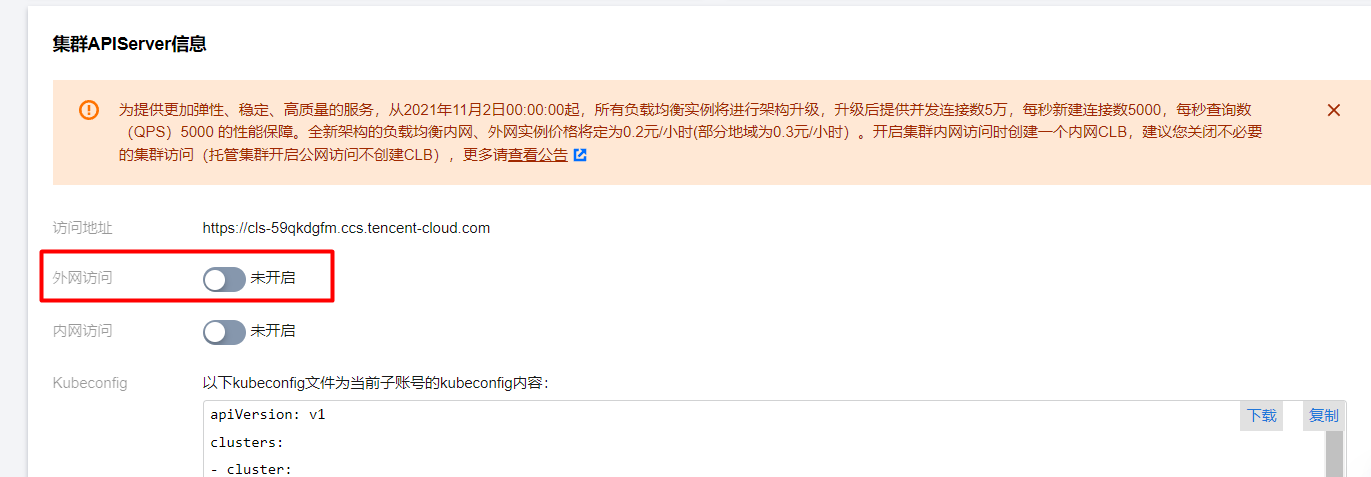 集群APIServer信息
为提供更加弹性、稳定、高质量的服务，从2021年11月2日00:00:00起，所有负载均衡实例将进行架构升级，升级后提供并发连接数5万，每秒新建连接数5000，每秒查询数
（QPS）5000 的性能保障。全新架构的负载均衡内网、外网实例价格将定为0.2元/小时(部分地域为0.3元/小时）。开启集群内网访问时创建一个内网CLB，建议您关闭不必要
的集群访问（托管集群开启公网访问不创建CLB），更多请查看公告
访问地址 https://cls-59qkdgfm.ccs.tencent-cloud.com
外网访问 未开启
内网访问 未开启
Kubeconfig 以下kubeconfig文件为当前子账号的kubeconfig内容：
apiVersion: v1 下载 复制
clusters:
- cluster: